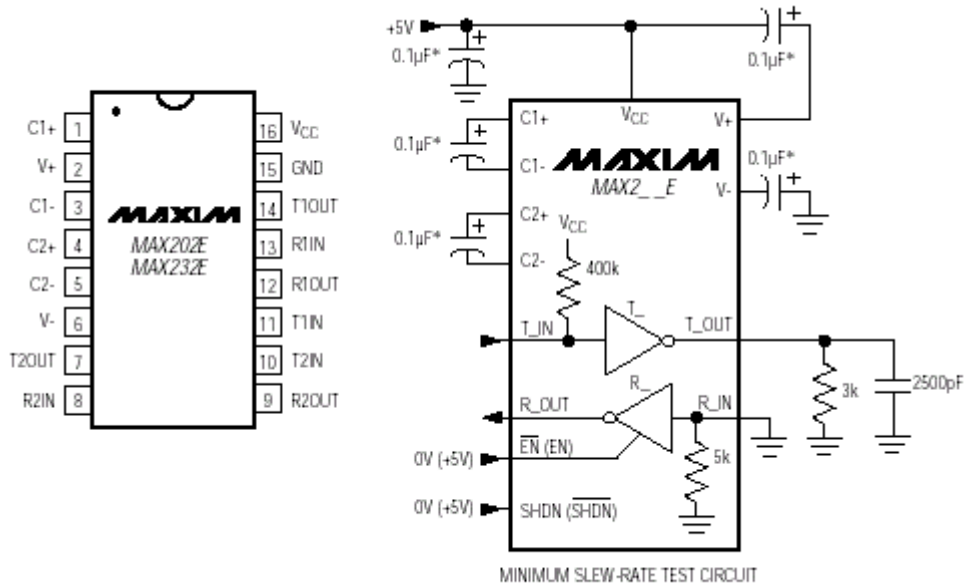 C1+ 1
V+ 2
C1- 3
C2+ 4
C2- 5
V- 6
T2OUT 7
R2IN 8
MAXIM
MAX202E
MAX232E
16 VCC
15 GND
14 T1OUT
13 R1IN
12 R1OUT
11 T1IN
10 T2IN
9 R2OUT
+5V
0.1µF*
+
+
0.1µF*
C1+
VCC
V+
0.1µF*
+
C1-
MAXIM
MAX2_ _E
V-
0.1µF*
+
C2+
0.1µF*
+
C2-
VCC
400k
T_IN
T_
T_OUT
3k
2500pF
R_OUT
R_
R_IN
0V (+5V)
EN (EN)
5k
0V (+5V)
SHDN (SHDN)
MINIMUM SLEW-RATE TEST CIRCUIT